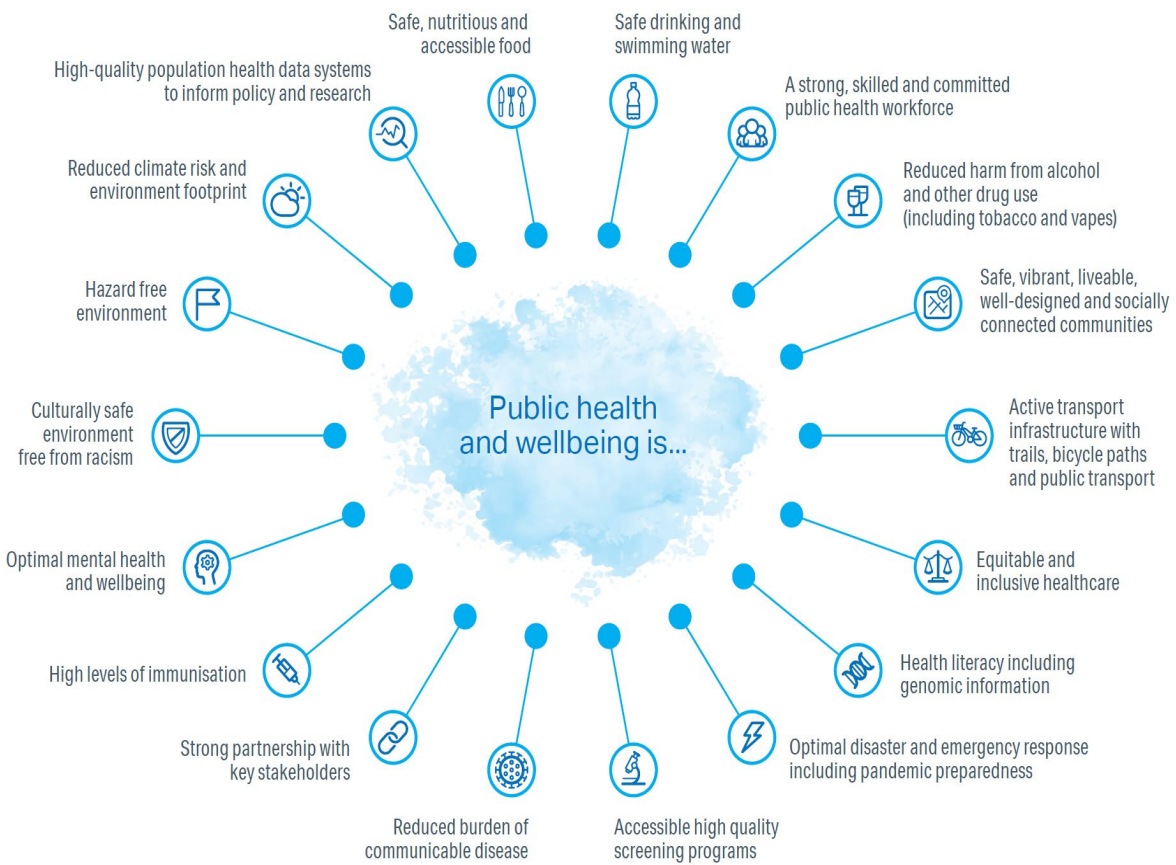 Public health
and wellbeing is...
Safe, nutritious and
accessible food
Safe drinking and
swimming water
A strong, skilled and committed
public health workforce
Reduced harm from alcohol
and other drug use
(including tobacco and vapes)
Safe, vibrant, liveable,
well-designed and socially
connected communities
Active transport
infrastructure with
trails, bicycle paths
and public transport
Equitable and
inclusive healthcare
Health literacy including
genomic information
Optimal disaster and emergency response
including pandemic preparedness
Accessible high quality
screening programs
Reduced burden of
communicable disease
Strong partnership with
key stakeholders
High levels of immunisation
Optimal mental health
and wellbeing
Culturally safe
environment
free from racism
Hazard free
environment
Reduced climate risk and
environment footprint
High-quality population health data systems
to inform policy and research